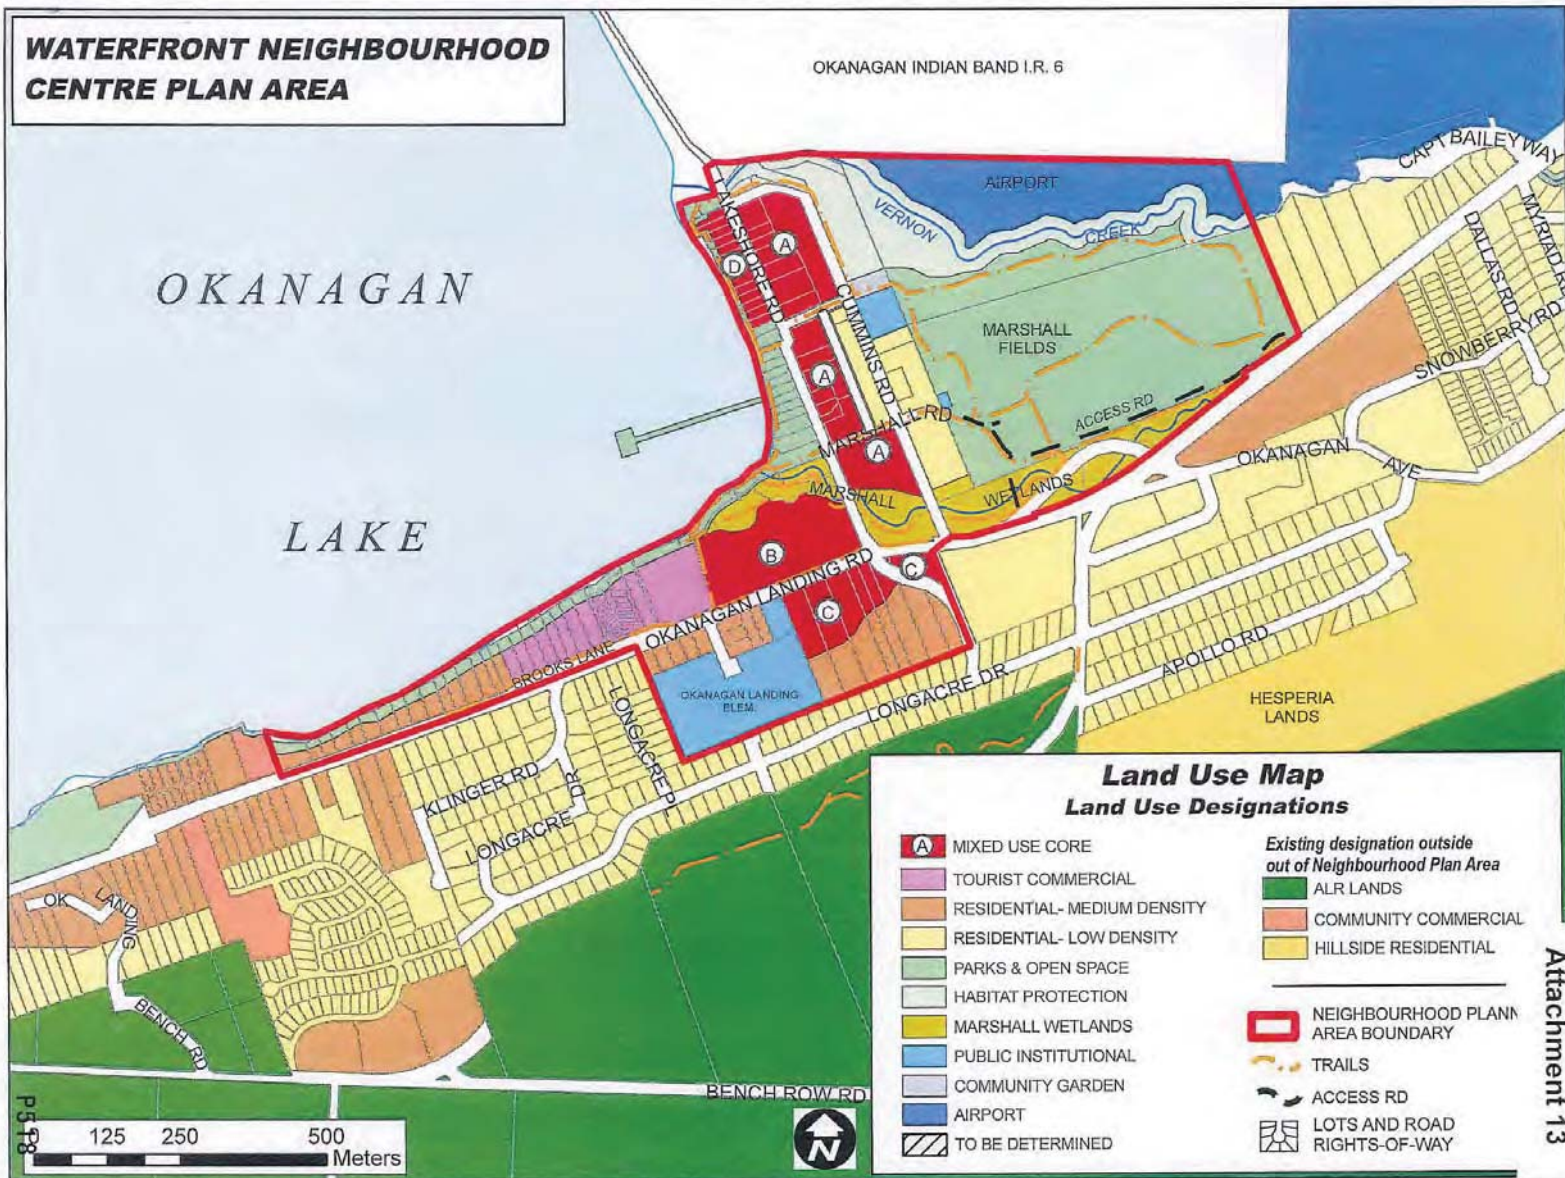 WATERFRONT NEIGHBOURHOOD
CENTRE PLAN AREA
OKANAGAN INDIAN BAND I.R. 6
CAPT BAILEY WAY
AIRPORT
MYRIAD
DALLAS RD
VERNON
CREEK
LAKESHORE RD
A
D
OKANAGAN
CUMMINS RD
MARSHALL
FIELDS
SNOWBERRY RD
A
ACCESS RD
MARSHALL RD
A
OKANAGAN
AVE
MARSHALL
WETLANDS
LAKE
B
C
OKANAGAN LANDING RD
C
BROOKS LANE
APOLLO RD
LONGACRE DR
OKANAGAN LANDING
ELEM.
HESPERIA
LANDS
LONGACRE PL
KLINGER RD
LONGACRE
DR
OK
LANDING
BENCH RD
BENCH ROW RD
Land Use Map
Land Use Designations
A
MIXED USE CORE
TOURIST COMMERCIAL
RESIDENTIAL- MEDIUM DENSITY
RESIDENTIAL- LOW DENSITY
PARKS & OPEN SPACE
HABITAT PROTECTION
MARSHALL WETLANDS
PUBLIC INSTITUTIONAL
COMMUNITY GARDEN
AIRPORT
TO BE DETERMINED
Existing designation outside
out of Neighbourhood Plan Area
ALR LANDS
COMMUNITY COMMERCIAL
HILLSIDE RESIDENTIAL
NEIGHBOURHOOD PLANN
AREA BOUNDARY
TRAILS
ACCESS RD
LOTS AND ROAD
RIGHTS-OF-WAY
Attachment 13
P518
0 125 250 500
Meters
N